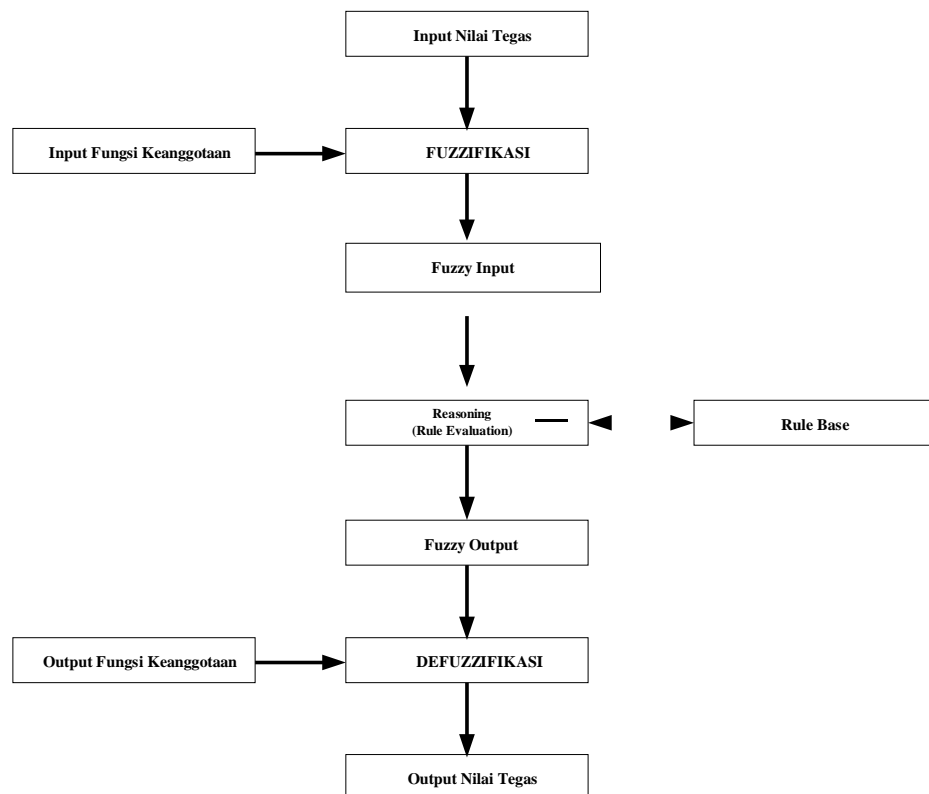 Input Nilai Tegas
Input Fungsi Keanggotaan
FUZZIFIKASI
Fuzzy Input
Reasoning
(Rule Evaluation)
Rule Base
Fuzzy Output
Output Fungsi Keanggotaan
DEFUZZIFIKASI
Output Nilai Tegas